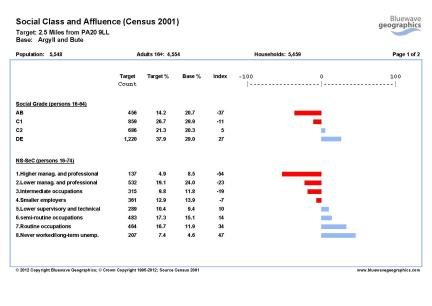 Social Class and Affluence (Census 2001)
Bluewave
geographics
Target: 2.5 Miles from PA20 9LL
Base: Argyll and Bute
Population: 5,548 Adults 16+: 4,554 Households: 5,459 Page 1 of 2
Target Target % Base % Index -100 0 100
Count
Social Grade (persons 16-64)
AB 456 14.2 20.7 -37
C1 859 26.7 28.9 -11
C2 686 21.3 20.3 5
DE 1,220 37.9 29.0 27
NS-SeC (persons 16-74)
1.Higher manag. and professional 137 4.9 8.5 -54
2.Lower manag. and professional 532 19.1 24.0 -23
3.Intermediate occupations 315 9.8 11.8 -19
4.Smaller employers 361 12.9 13.9 -7
5.Lower supervisory and technical 289 10.4 9.4 10
6.semi-routine occupations 483 17.3 15.1 14
7.Routine occupations 464 16.7 11.9 34
8.Never worked/long-term unemp. 207 7.4 4.6 47
© 2012 Copyright Bluewave Geographics; © Crown Copyright 1995-2012; Source Census 2001 www.bluewavegeographics.com